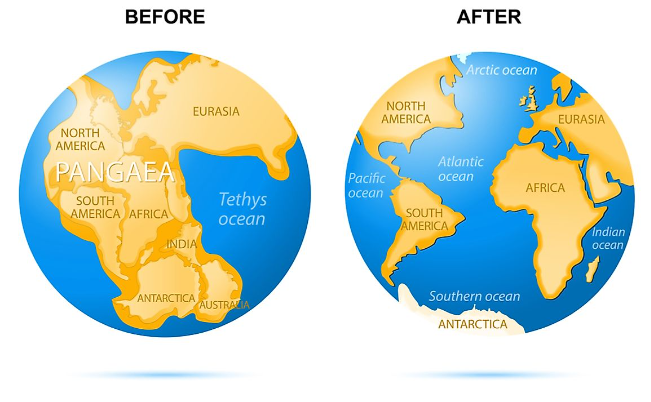 BEFORE
AFTER
EURASIA
NORTH
AMERICA
PANGAEA
SOUTH
AMERICA
AFRICA
Tethys
ocean
INDIA
ANTARCTICA
AUSTRALIA
Arctic ocean
NORTH
AMERICA
EURASIA
Atlantic
ocean
Pacific
ocean
AFRICA
SOUTH
AMERICA
Indian
ocean
Southern ocean
ANTARCTICA